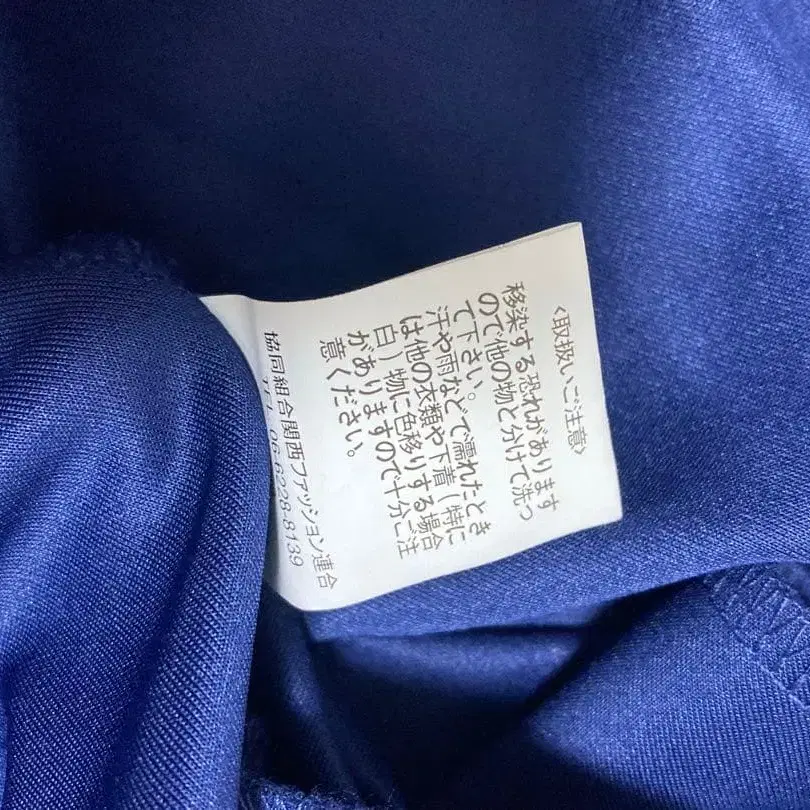 〈取扱いご注意〉
移染する恐れがあります
ので他の物と分けて洗っ
て下さい。
汗や雨などで濡れたとき
は他の衣類や下着(特に
白)物に色移りする場合
がありますので十分ご注
意ください。
協同組合関西ファッション連合
TEL 06-6228-8139